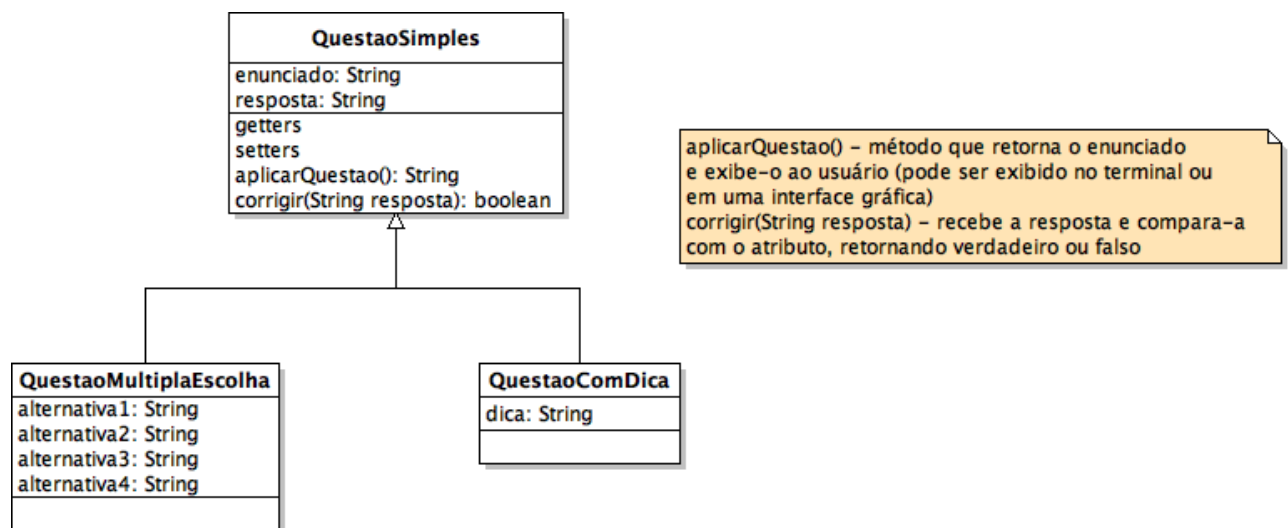 QuestaoSimples
enunciado: String
resposta: String
getters
setters
aplicarQuestao(): String
corrigir(String resposta): boolean
aplicarQuestao() – método que retorna o enunciado
e exibe-o ao usuário (pode ser exibido no terminal ou
em uma interface gráfica)
corrigir(String resposta) – recebe a resposta e compara-a
com o atributo, retornando verdadeiro ou falso
QuestaoMultiplaEscolha
alternativa1: String
alternativa2: String
alternativa3: String
alternativa4: String
QuestaoComDica
dica: String